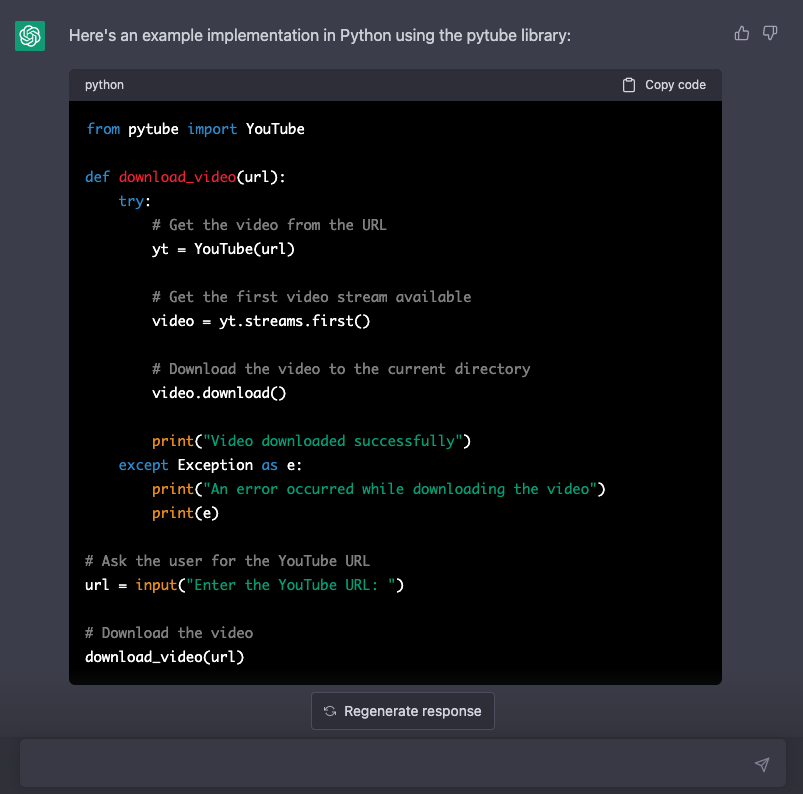 Here's an example implementation in Python using the pytube library:
python
Copy code
from pytube import YouTube
def download_video(url):
try:
# Get the video from the URL
yt = YouTube(url)
# Get the first video stream available
video = yt.streams.first()
# Download the video to the current directory
video.download()
print("Video downloaded successfully")
except Exception as e:
print("An error occurred while downloading the video")
print(e)
# Ask the user for the YouTube URL
url = input("Enter the YouTube URL: ")
# Download the video
download_video(url)
Regenerate response